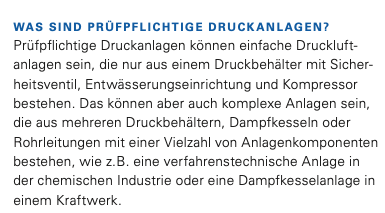 WAS SIND PRÜFPFLICHTIGE DRUCKANLAGEN?
Prüfpflichtige Druckanlagen können einfache Druckluft-
anlagen sein, die nur aus einem Druckbehälter mit Sicher-
heitsventil, Entwässerungseinrichtung und Kompressor
bestehen. Das können aber auch komplexe Anlagen sein,
die aus mehreren Druckbehältern, Dampfkesseln oder
Rohrleitungen mit einer Vielzahl von Anlagenkomponenten
bestehen, wie z.B. eine verfahrenstechnische Anlage in
der chemischen Industrie oder eine Dampfkesselanlage in
einem Kraftwerk.